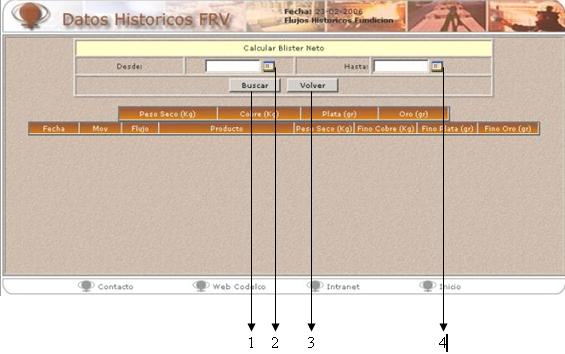 Datos Historicos FRV
Fecha: 23-02-2006
Flujos Historicos Fundicion
Calcular Blister Neto
Desde: Hasta:
Buscar Volver
Peso Seco (Kg) Cobre (Kg) Plata (gr) Oro (gr)
Fecha Mov Flujo Producto Peso Seco (Kg) Fino Cobre (Kg) Fino Plata (gr) Fino Oro (gr)
Contacto Web Codelco Intranet Inicio
1 2 3 4